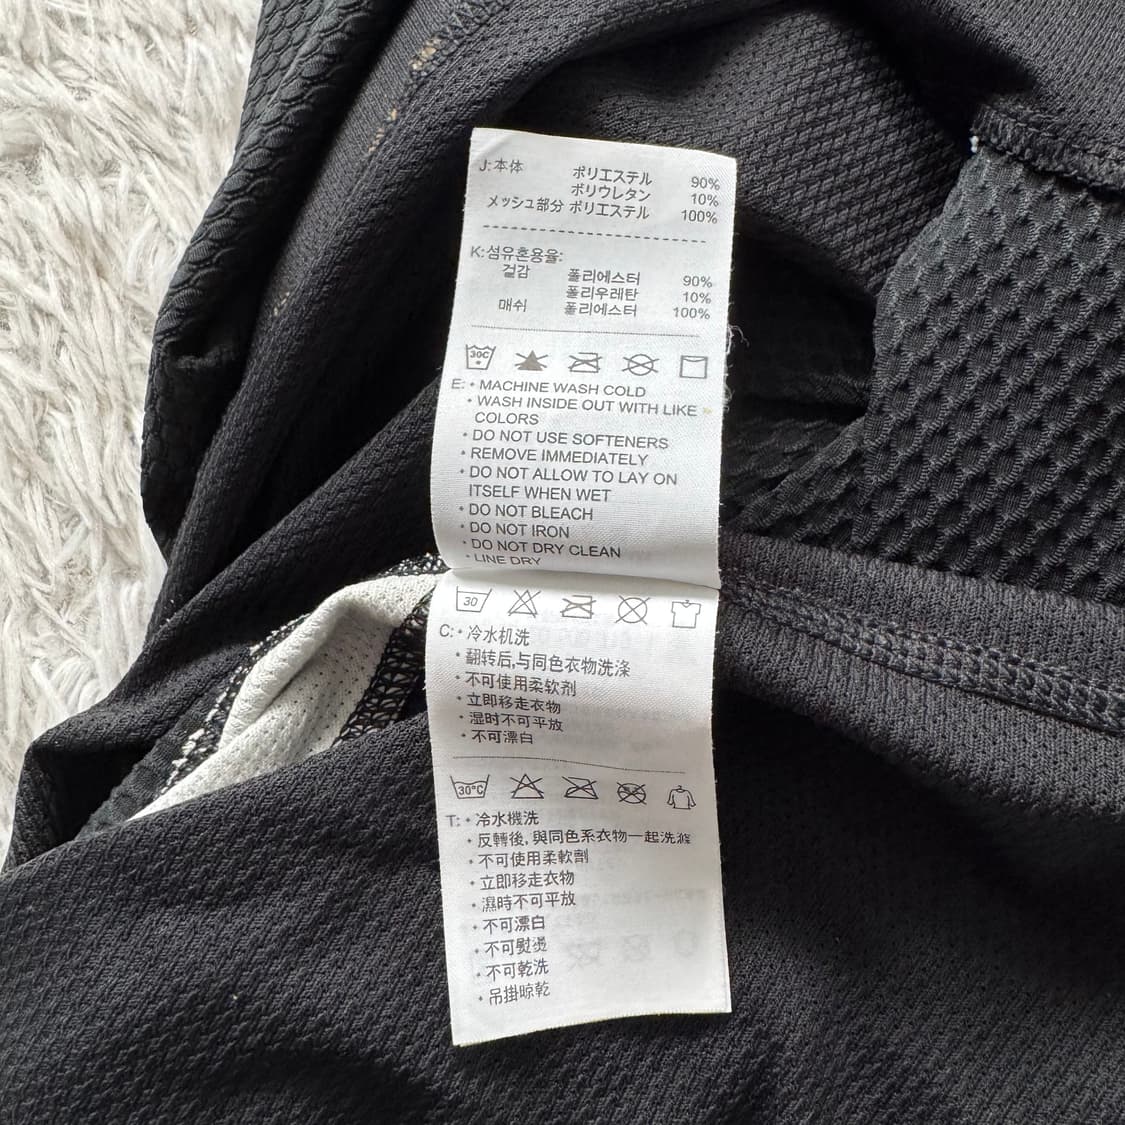 J:本体 ポリエステル 90%
ポリウレタン 10%
メッシュ部分 ポリエステル 100%
K:섬유혼용율:
겉감 폴리에스터 90%
폴리우레탄 10%
매쉬 폴리에스터 100%
30C
E: • MACHINE WASH COLD
• WASH INSIDE OUT WITH LIKE
COLORS
• DO NOT USE SOFTENERS
• REMOVE IMMEDIATELY
• DO NOT ALLOW TO LAY ON
ITSELF WHEN WET
• DO NOT BLEACH
• DO NOT IRON
• DO NOT DRY CLEAN
• LINE DRY
30
C: • 冷水机洗
• 翻转后,与同色衣物洗涤
• 不可使用柔软剂
• 立即移走衣物
• 湿时不可平放
• 不可漂白
30°C
T: • 冷水機洗
• 反轉後, 與同色系衣物一起洗滌
• 不可使用柔軟劑
• 立即移走衣物
• 濕時不可平放
• 不可漂白
• 不可熨燙
• 不可乾洗
• 吊掛晾乾